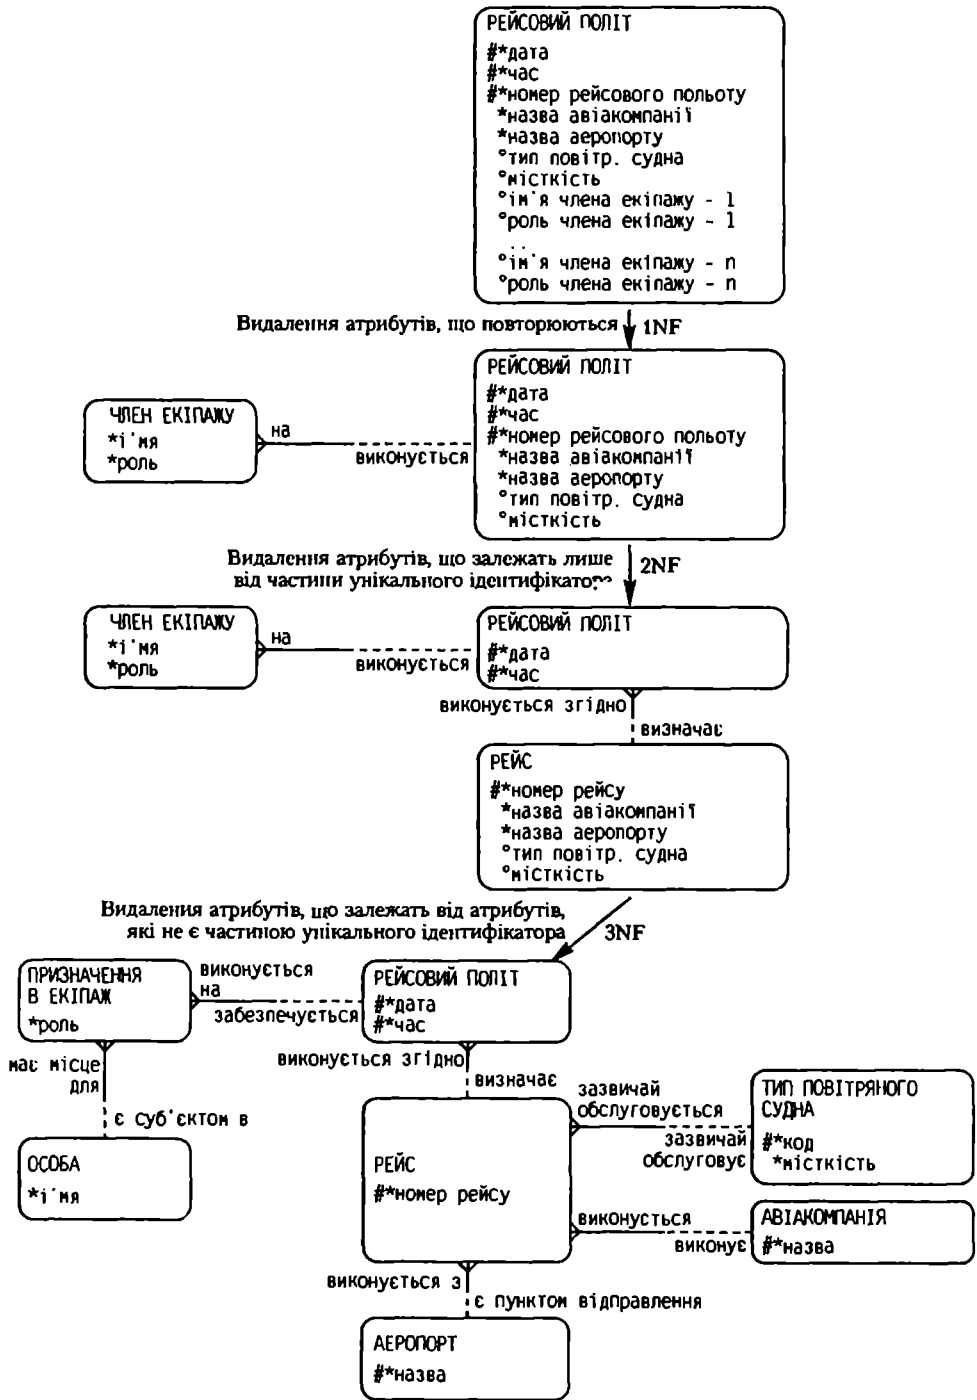 РЕЙСОВИЙ ПОЛІТ
#*дата
#*час
#*номер рейсового польоту
*назва авіакомпанії
*назва аеропорту
°тип повітр. судна
°місткість
°ім'я члена екіпажу - 1
°роль члена екіпажу - 1
...
°ім'я члена екіпажу - n
°роль члена екіпажу - n
Видалення атрибутів, що повторюються
1NF
РЕЙСОВИЙ ПОЛІТ
#*дата
#*час
#*номер рейсового польоту
*назва авіакомпанії
*назва аеропорту
°тип повітр. судна
°місткість
ЧЛЕН ЕКІПАЖУ
*і'мя
*роль
на
виконується
Видалення атрибутів, що залежать лише
від частини унікального ідентифікатора
2NF
ЧЛЕН ЕКІПАЖУ
*і'мя
*роль
на
виконується
РЕЙСОВИЙ ПОЛІТ
#*дата
#*час
виконується згідно
визначає
РЕЙС
#*номер рейсу
*назва авіакомпанії
*назва аеропорту
°тип повітр. судна
°місткість
Видалення атрибутів, що залежать від атрибутів,
які не є частиною унікального ідентифікатора
3NF
ПРИЗНАЧЕННЯ
В ЕКІПАЖ
*роль
виконується
на
забезпечується
РЕЙСОВИЙ ПОЛІТ
#*дата
#*час
має місце
для
є суб'єктом в
ОСОБА
*і'мя
виконується згідно
визначає
РЕЙС
#*номер рейсу
зазвичай
обслуговується
зазвичай
обслуговує
ТИП ПОВІТРЯНОГО
СУДНА
#*код
*місткість
виконується
виконує
АВІАКОМПАНІЯ
#*назва
виконується з
є пунктом відправлення
АЕРОПОРТ
#*назва